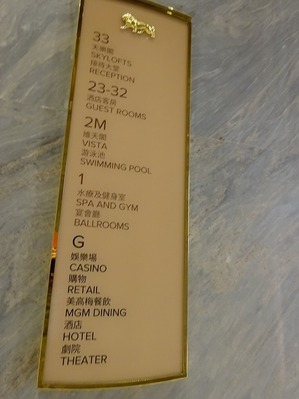 33
天樂閣
SKYLOFTS
接待大堂
RECEPTION
23-32
酒店客房
GUEST ROOMS
2M
雍天閣
VISTA
游泳池
SWIMMING POOL
1
水療及健身室
SPA AND GYM
宴會廳
BALLROOMS
G
娛樂場
CASINO
購物
RETAIL
美高梅餐飲
MGM DINING
酒店
HOTEL
劇院
THEATER